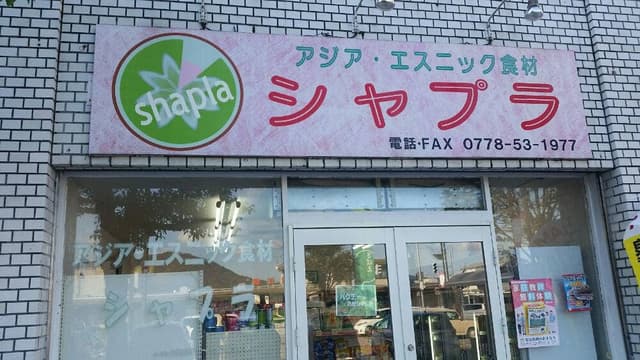 shapla
アジア・エスニック食材
シャプラ
電話・FAX 0778-53-1977
アジア・エスニック食材
シャプラ